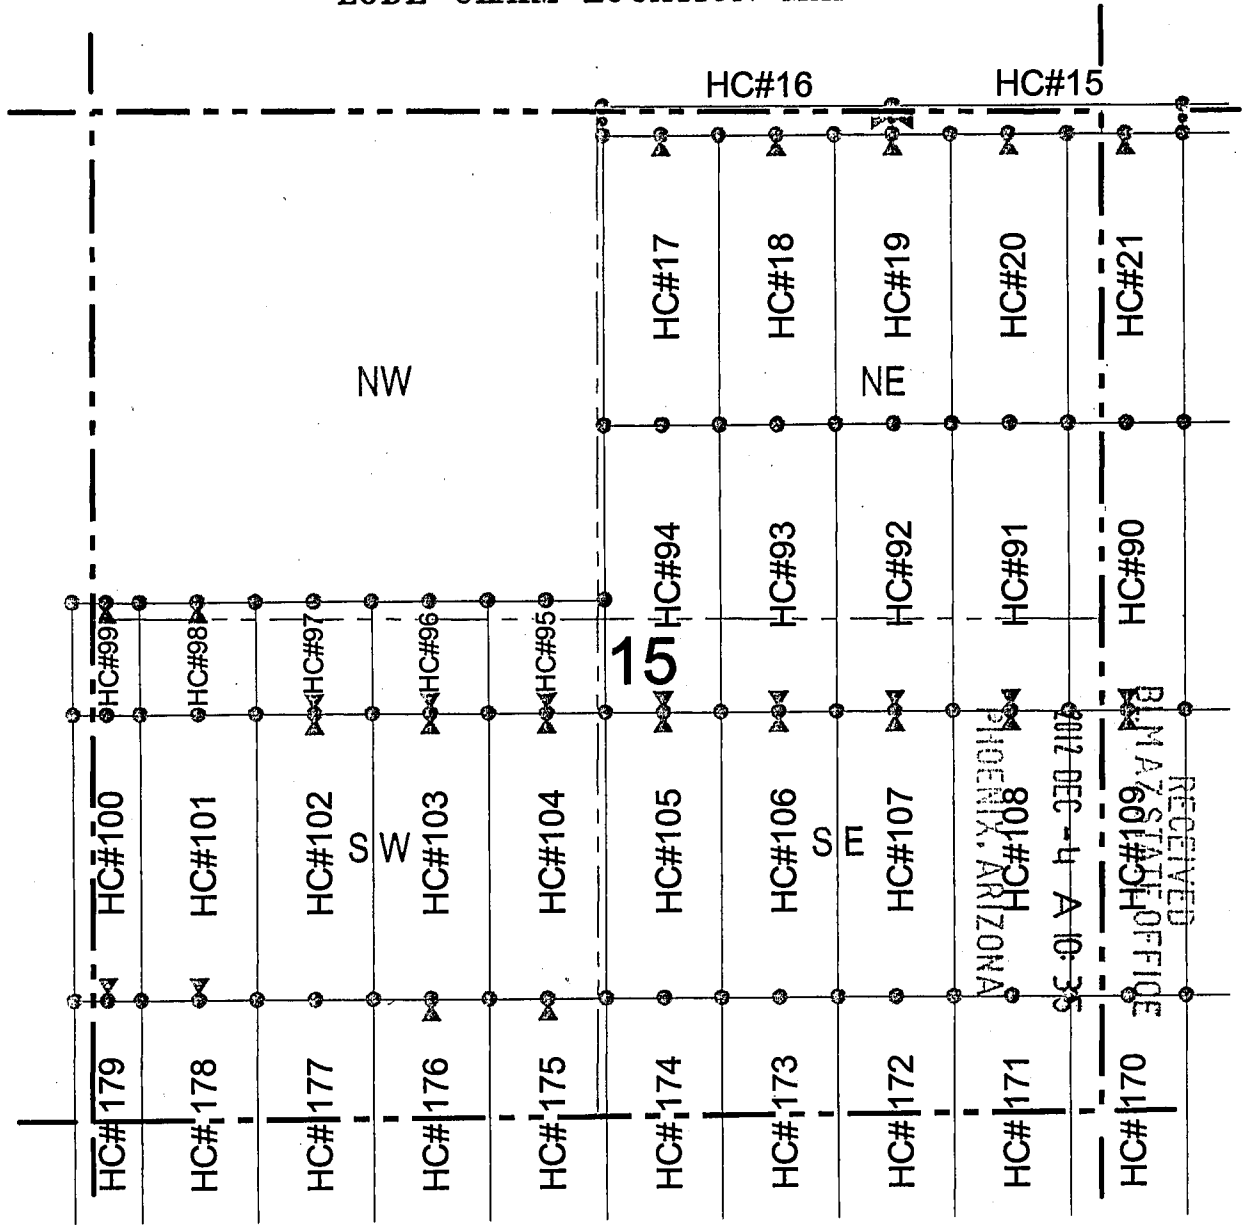 HC#16 HC#15
HC#17 HC#18 HC#19 HC#20 HC#21
NW NE
HC#94 HC#93 HC#92 HC#91 HC#90
HC#99 HC#98 HC#97 HC#96 HC#95
15
HC#100 HC#101 HC#102 HC#103 HC#104 HC#105 HC#106 HC#107 HC#108 HC#109
SW SE
RECEIVED
BLM AZ STATE OFFICE
2012 DEC -4 A 10:35
PHOENIX, ARIZONA
HC#179 HC#178 HC#177 HC#176 HC#175 HC#174 HC#173 HC#172 HC#171 HC#170